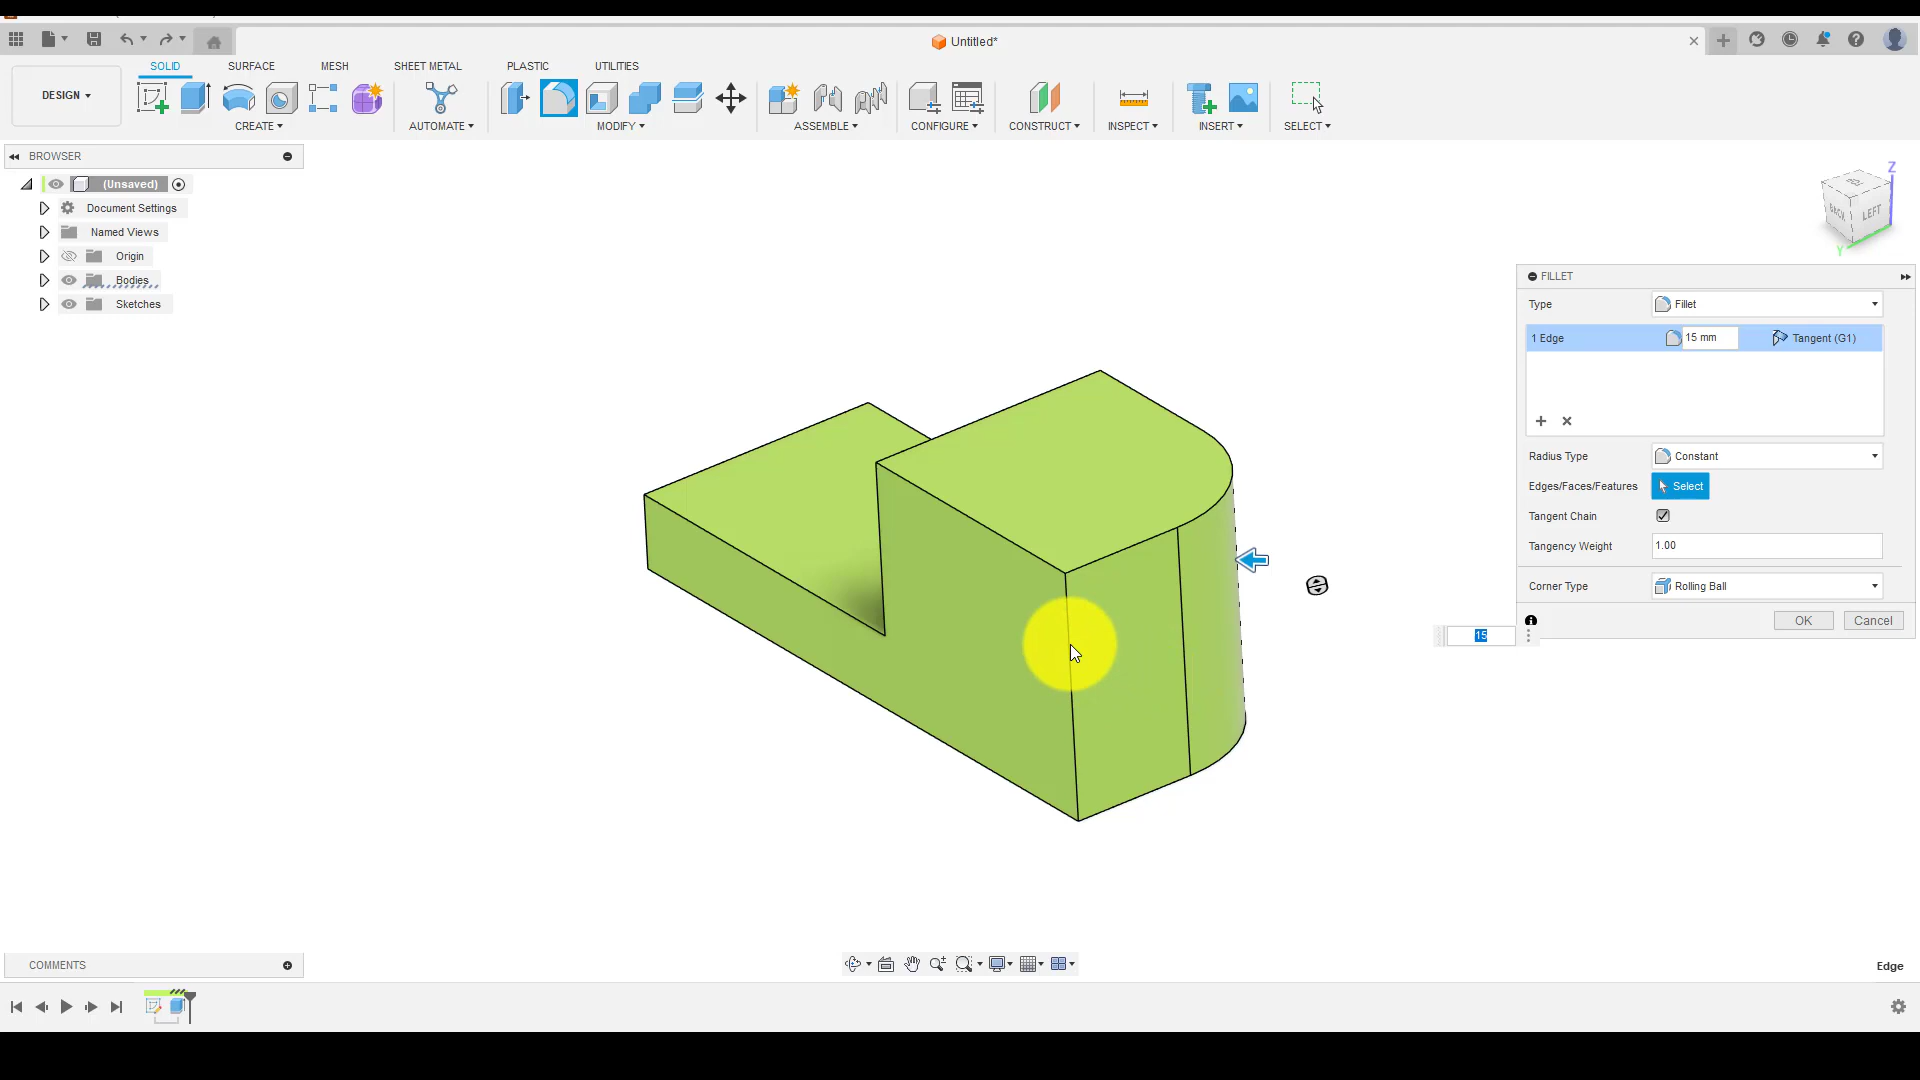 Untitled*
SOLID SURFACE MESH SHEET METAL PLASTIC UTILITIES
DESIGN
CREATE AUTOMATE MODIFY ASSEMBLE CONFIGURE CONSTRUCT INSPECT INSERT SELECT
BROWSER
(Unsaved)
Document Settings
Named Views
Origin
Bodies
Sketches
Z
TOP
BACK
LEFT
Y
FILLET
Type Fillet
1 Edge 15 mm Tangent (G1)
Radius Type Constant
Edges/Faces/Features Select
Tangent Chain
Tangency Weight 1.00
Corner Type Rolling Ball
OK Cancel
15
COMMENTS
Edge